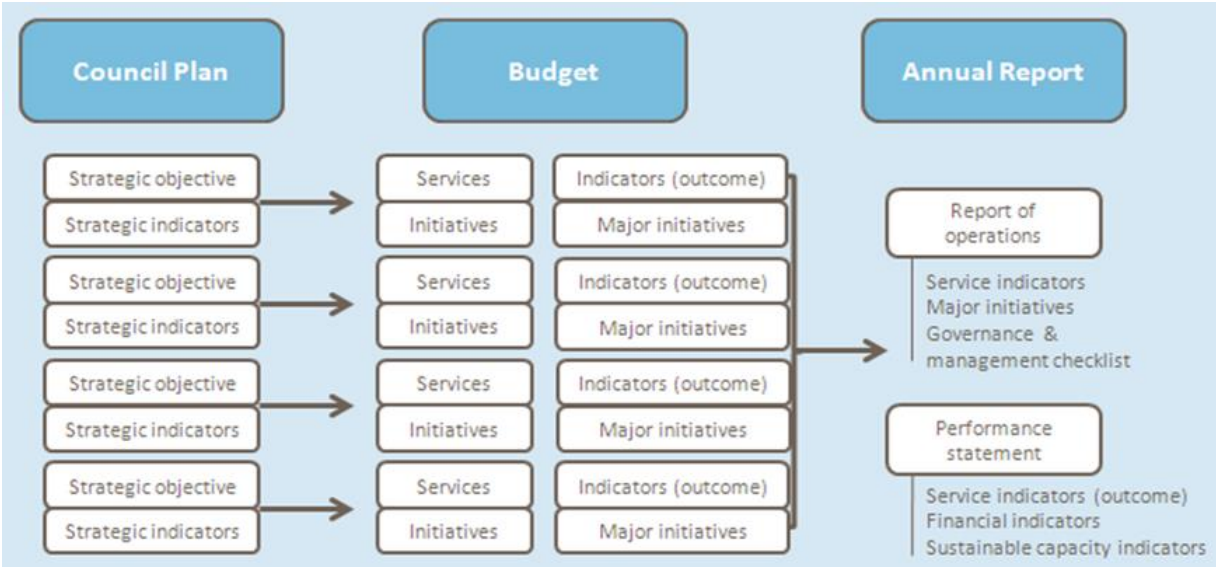 Council Plan
Budget
Annual Report
Strategic objective
Strategic indicators
Services
Initiatives
Indicators (outcome)
Major initiatives
Strategic objective
Strategic indicators
Services
Initiatives
Indicators (outcome)
Major initiatives
Strategic objective
Strategic indicators
Services
Initiatives
Indicators (outcome)
Major initiatives
Strategic objective
Strategic indicators
Services
Initiatives
Indicators (outcome)
Major initiatives
Report of
operations
Service indicators
Major initiatives
Governance &
management checklist
Performance
statement
Service indicators (outcome)
Financial indicators
Sustainable capacity indicators